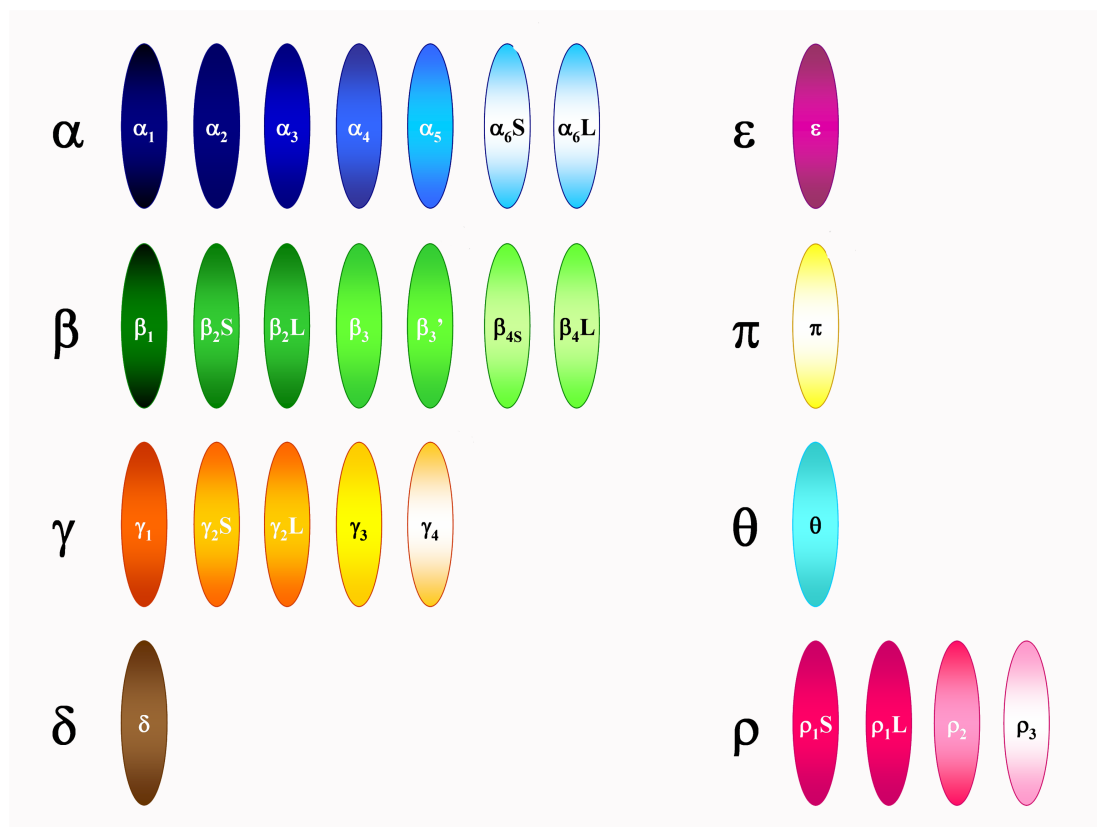 α α₁ α₂ α₃ α₄ α₅ α₆S α₆L
β β₁ β₂S β₂L β₃ β₃’ β₄S β₄L
γ γ₁ γ₂S γ₂L γ₃ γ₄
δ δ
ε ε
π π
θ θ
ρ ρ₁S ρ₁L ρ₂ ρ₃